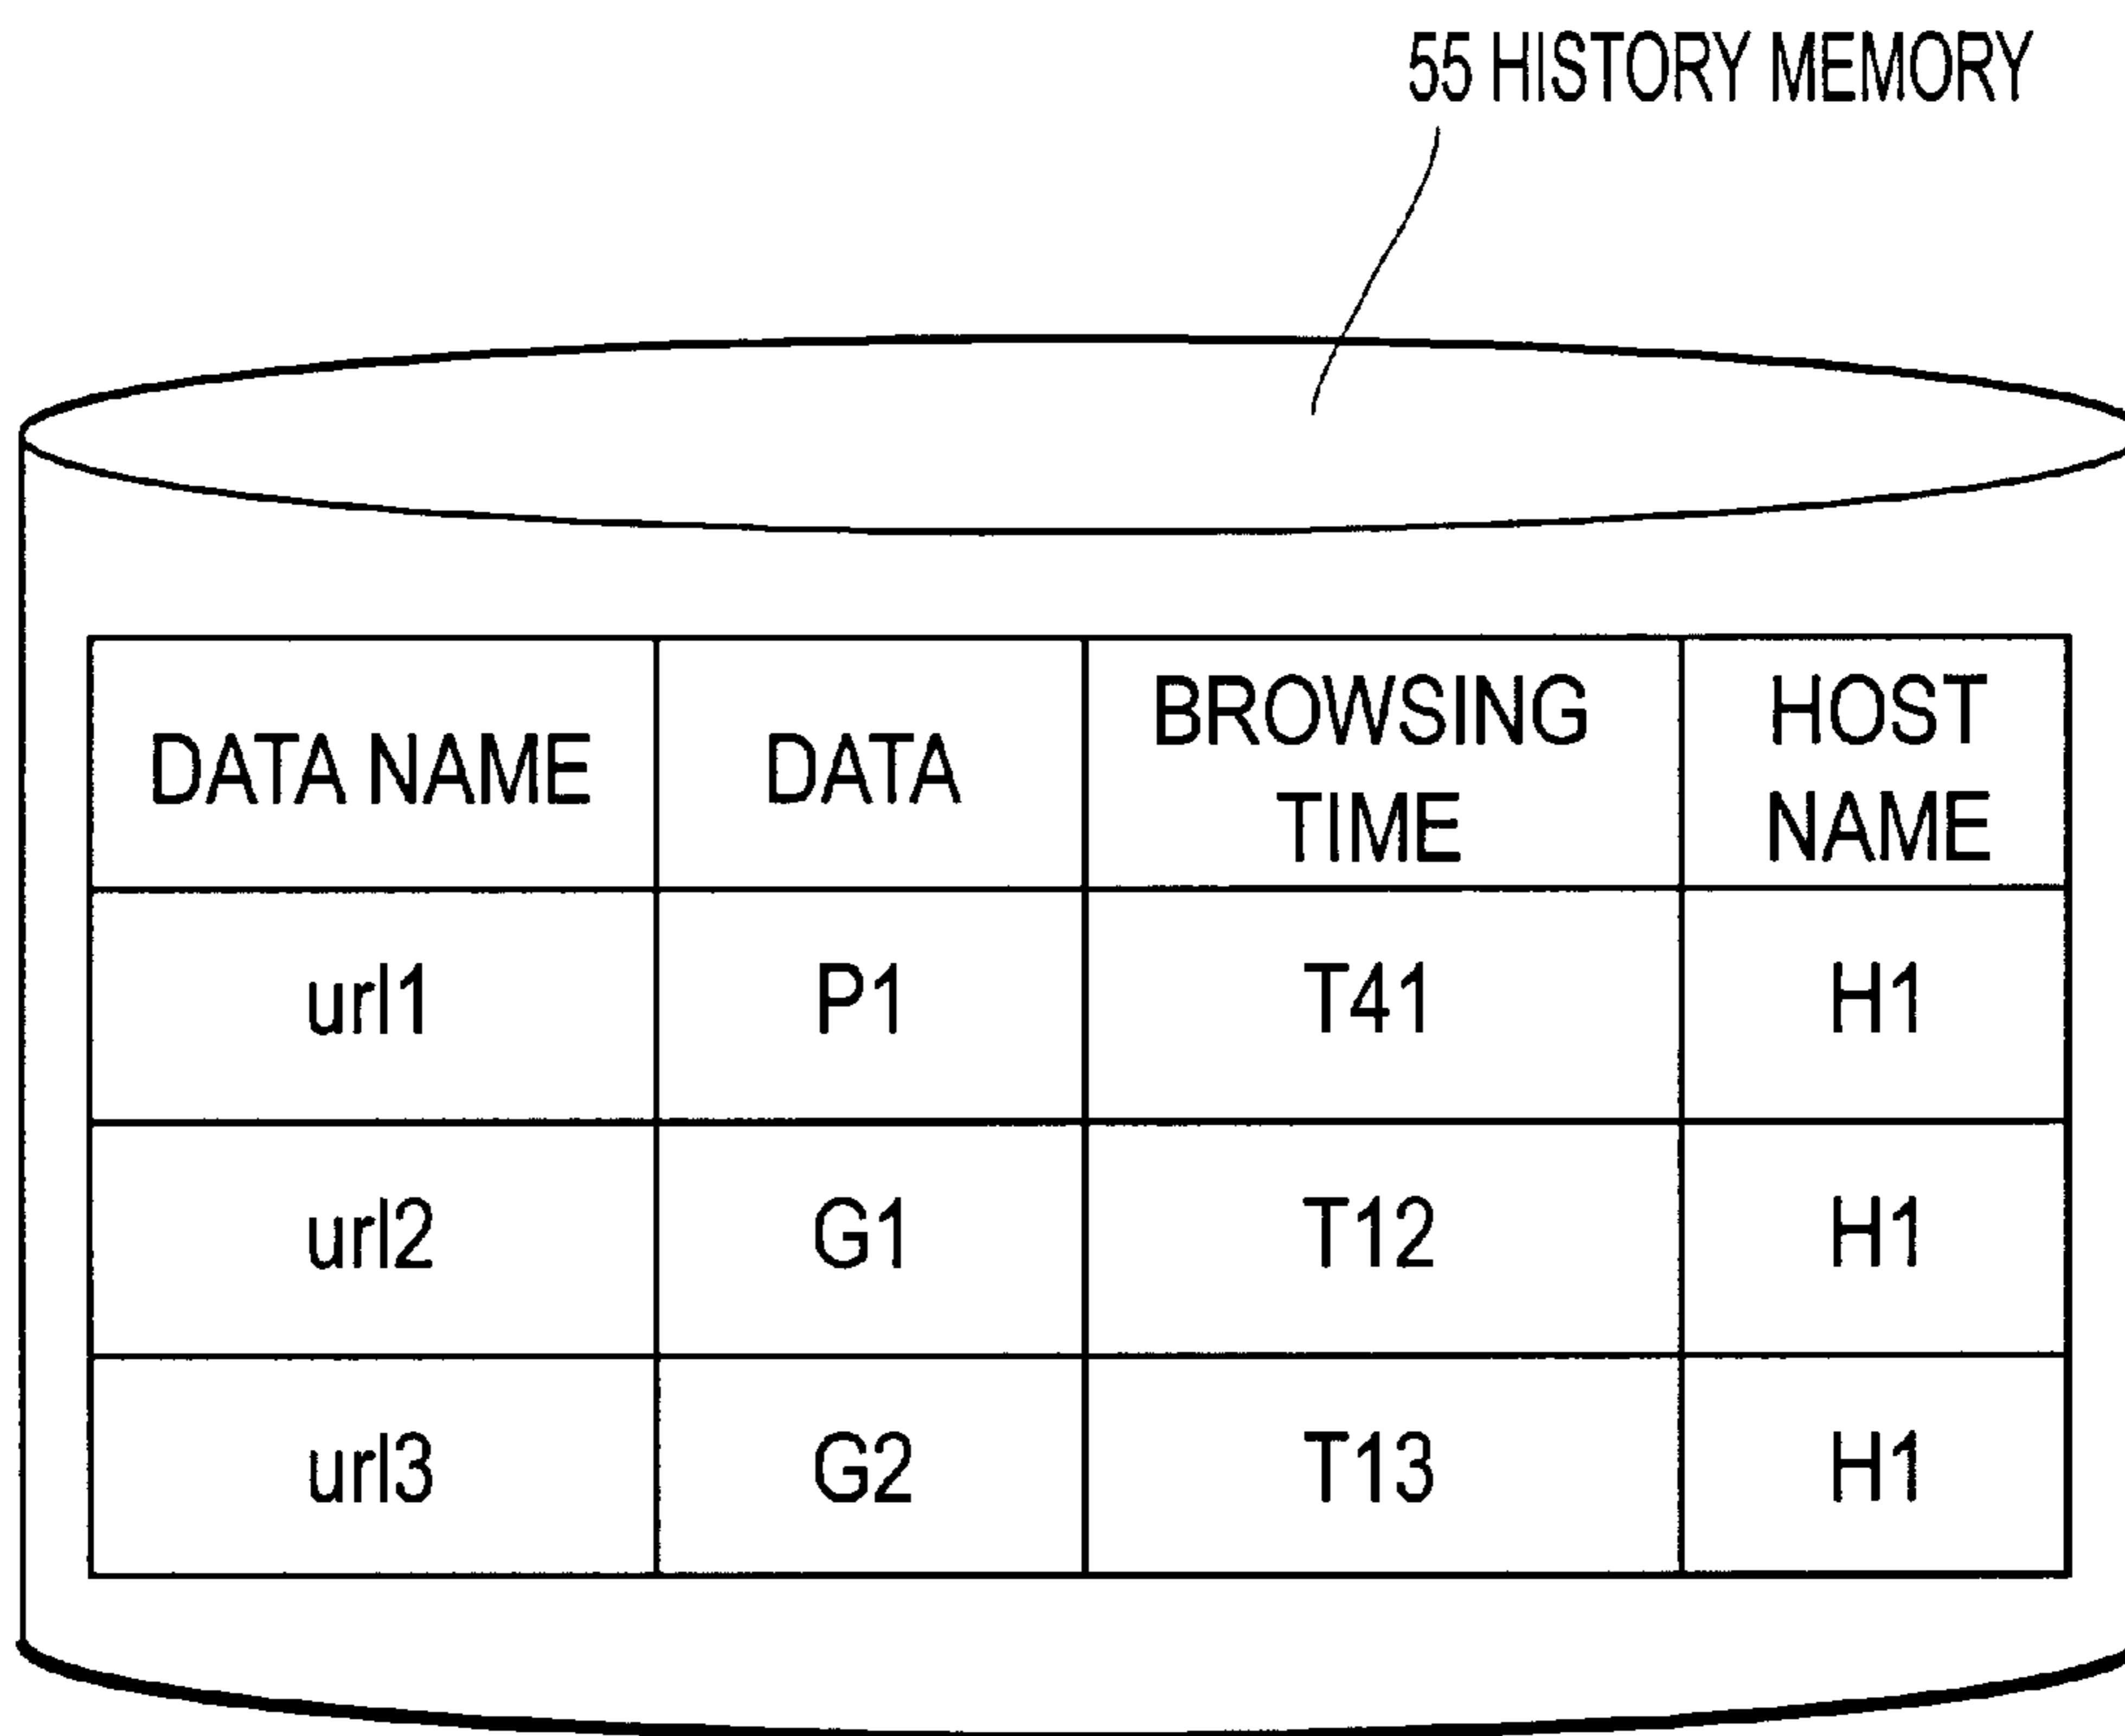 55 HISTORY MEMORY
DATA NAME DATA BROWSING TIME HOST NAME
url1 P1 T41 H1
url2 G1 T12 H1
url3 G2 T13 H1